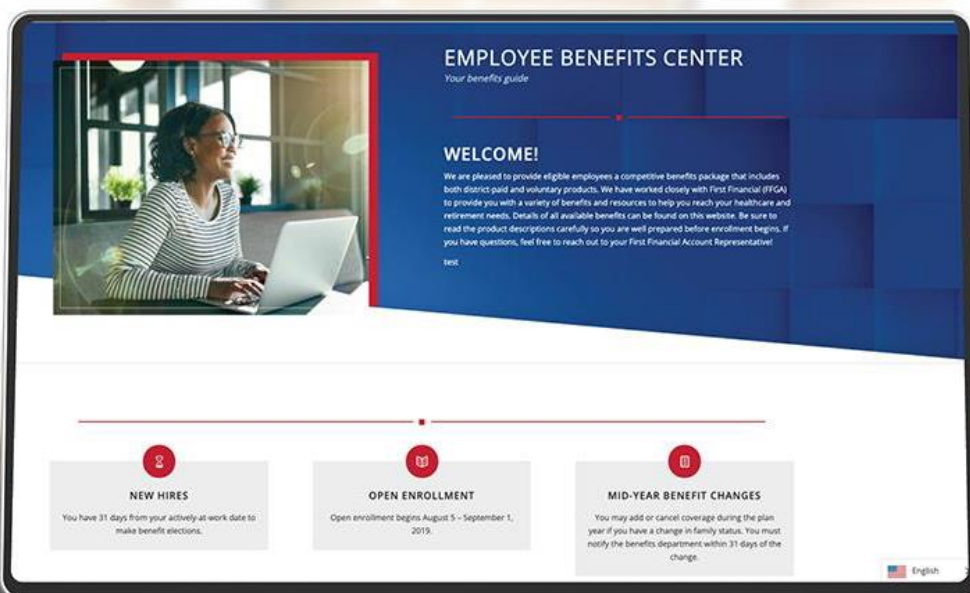 EMPLOYEE BENEFITS CENTER
Your benefits guide
WELCOME!
We are pleased to provide eligible employees a competitive benefits package that includes
both district-paid and voluntary products. We have worked closely with First Financial (FFGA)
to provide you with a variety of benefits and resources to help you reach your healthcare and
retirement needs. Details of all available benefits can be found on this website. Be sure to
read the product descriptions carefully so you are well prepared before enrollment begins. If
you have questions, feel free to reach out to your First Financial Account Representative!
test
NEW HIRES
You have 31 days from your actively-at-work date to
make benefit elections.
OPEN ENROLLMENT
Open enrollment begins August 5 – September 1,
2019.
MID-YEAR BENEFIT CHANGES
You may add or cancel coverage during the plan
year if you have a change in family status. You must
notify the benefits department within 31 days of the
change.
English